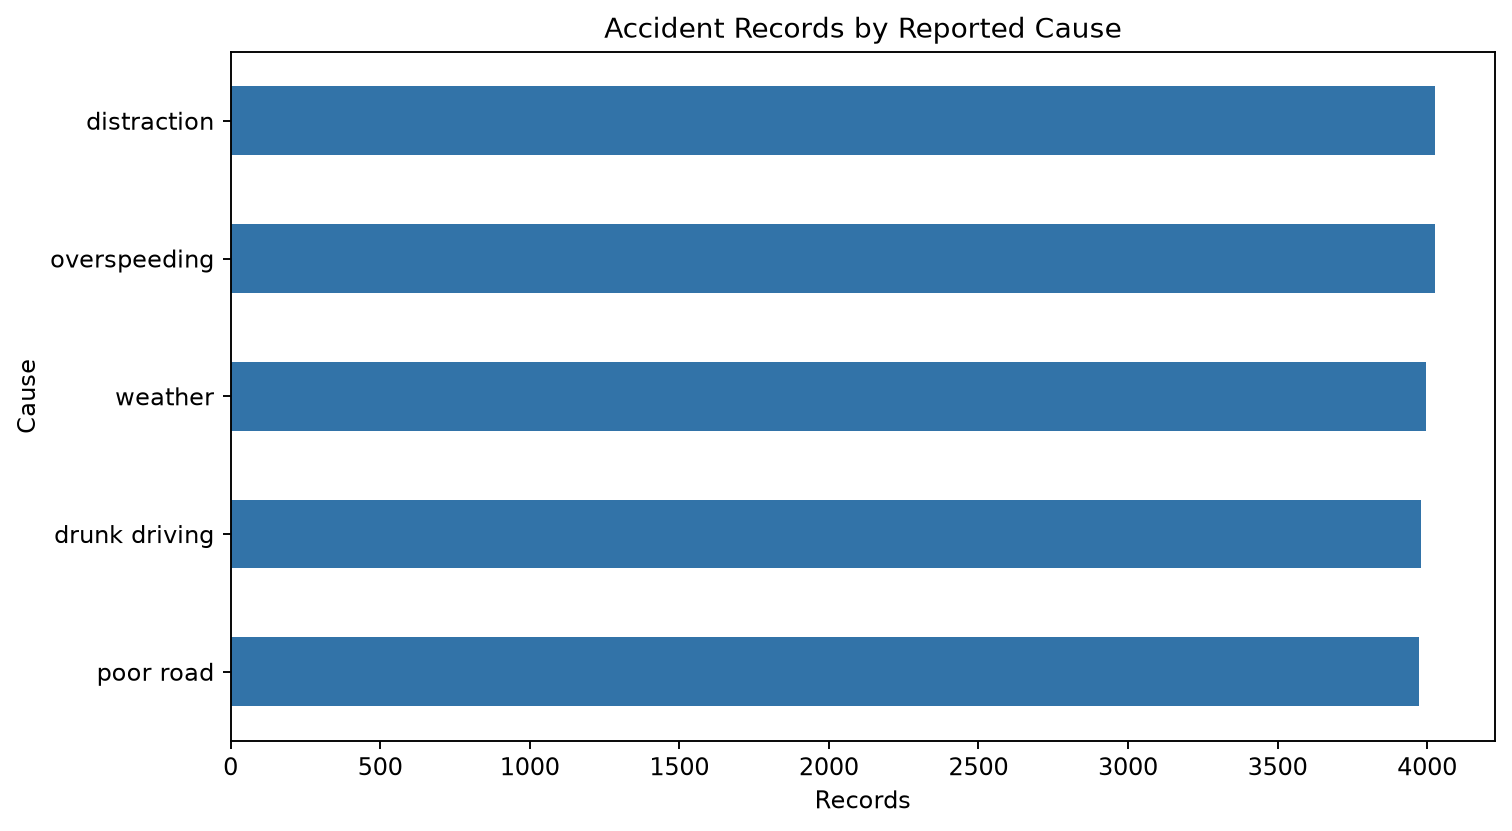 Accident Records by Reported Cause
distraction
overspeeding
weather
drunk driving
poor road
Cause
0 500 1000 1500 2000 2500 3000 3500 4000
Records